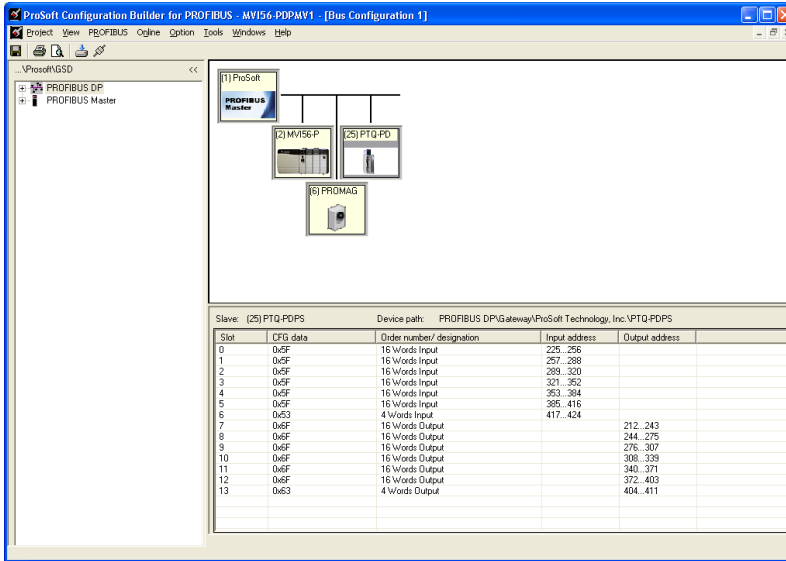 ProSoft Configuration Builder for PROFIBUS - MVI56-PDPMV1 - [Bus Configuration 1]
Project View PROFIBUS Online Option Tools Windows Help
...\Prosoft\GSD <<
PROFIBUS DP
PROFIBUS Master
(1) ProSoft
PROFIBUS
Master
(2) MVI56-P
(25) PTQ-PD
(6) PROMAG
Slave: (25) PTQ-PDPS Device path: PROFIBUS DP\Gateway\ProSoft Technology, Inc.\PTQ-PDPS
Slot CFG data Order number/ designation Input address Output address
0 0x5F 16 Words Input 225...256
1 0x5F 16 Words Input 257...288
2 0x5F 16 Words Input 289...320
3 0x5F 16 Words Input 321...352
4 0x5F 16 Words Input 353...384
5 0x5F 16 Words Input 385...416
6 0x53 4 Words Input 417...424
7 0x6F 16 Words Output 212...243
8 0x6F 16 Words Output 244...275
9 0x6F 16 Words Output 276...307
10 0x6F 16 Words Output 308...339
11 0x6F 16 Words Output 340...371
12 0x6F 16 Words Output 372...403
13 0x63 4 Words Output 404...411